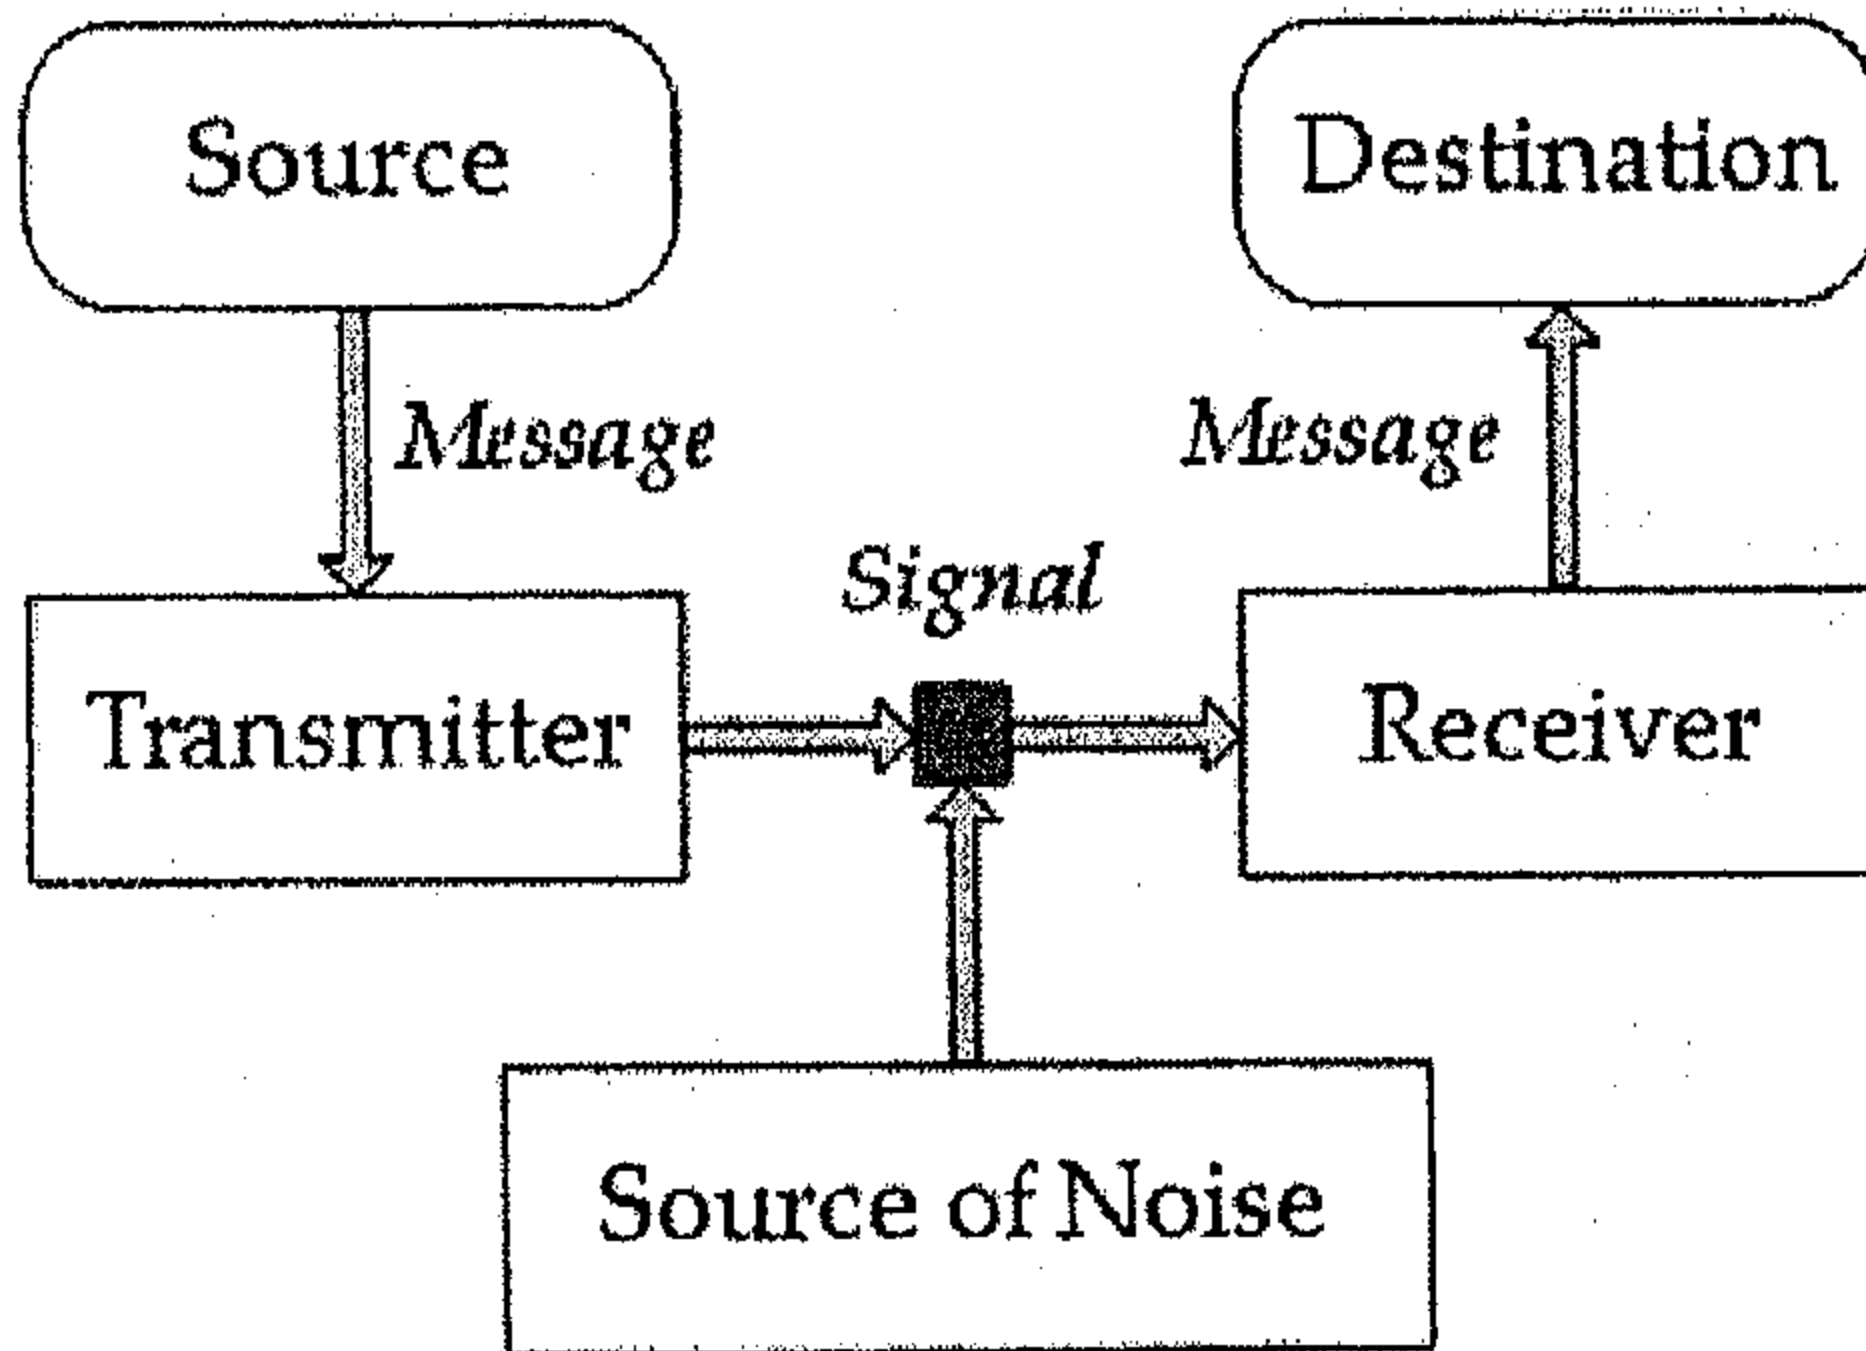 Source
Destination
Message
Message
Signal
Transmitter
Receiver
Source of Noise